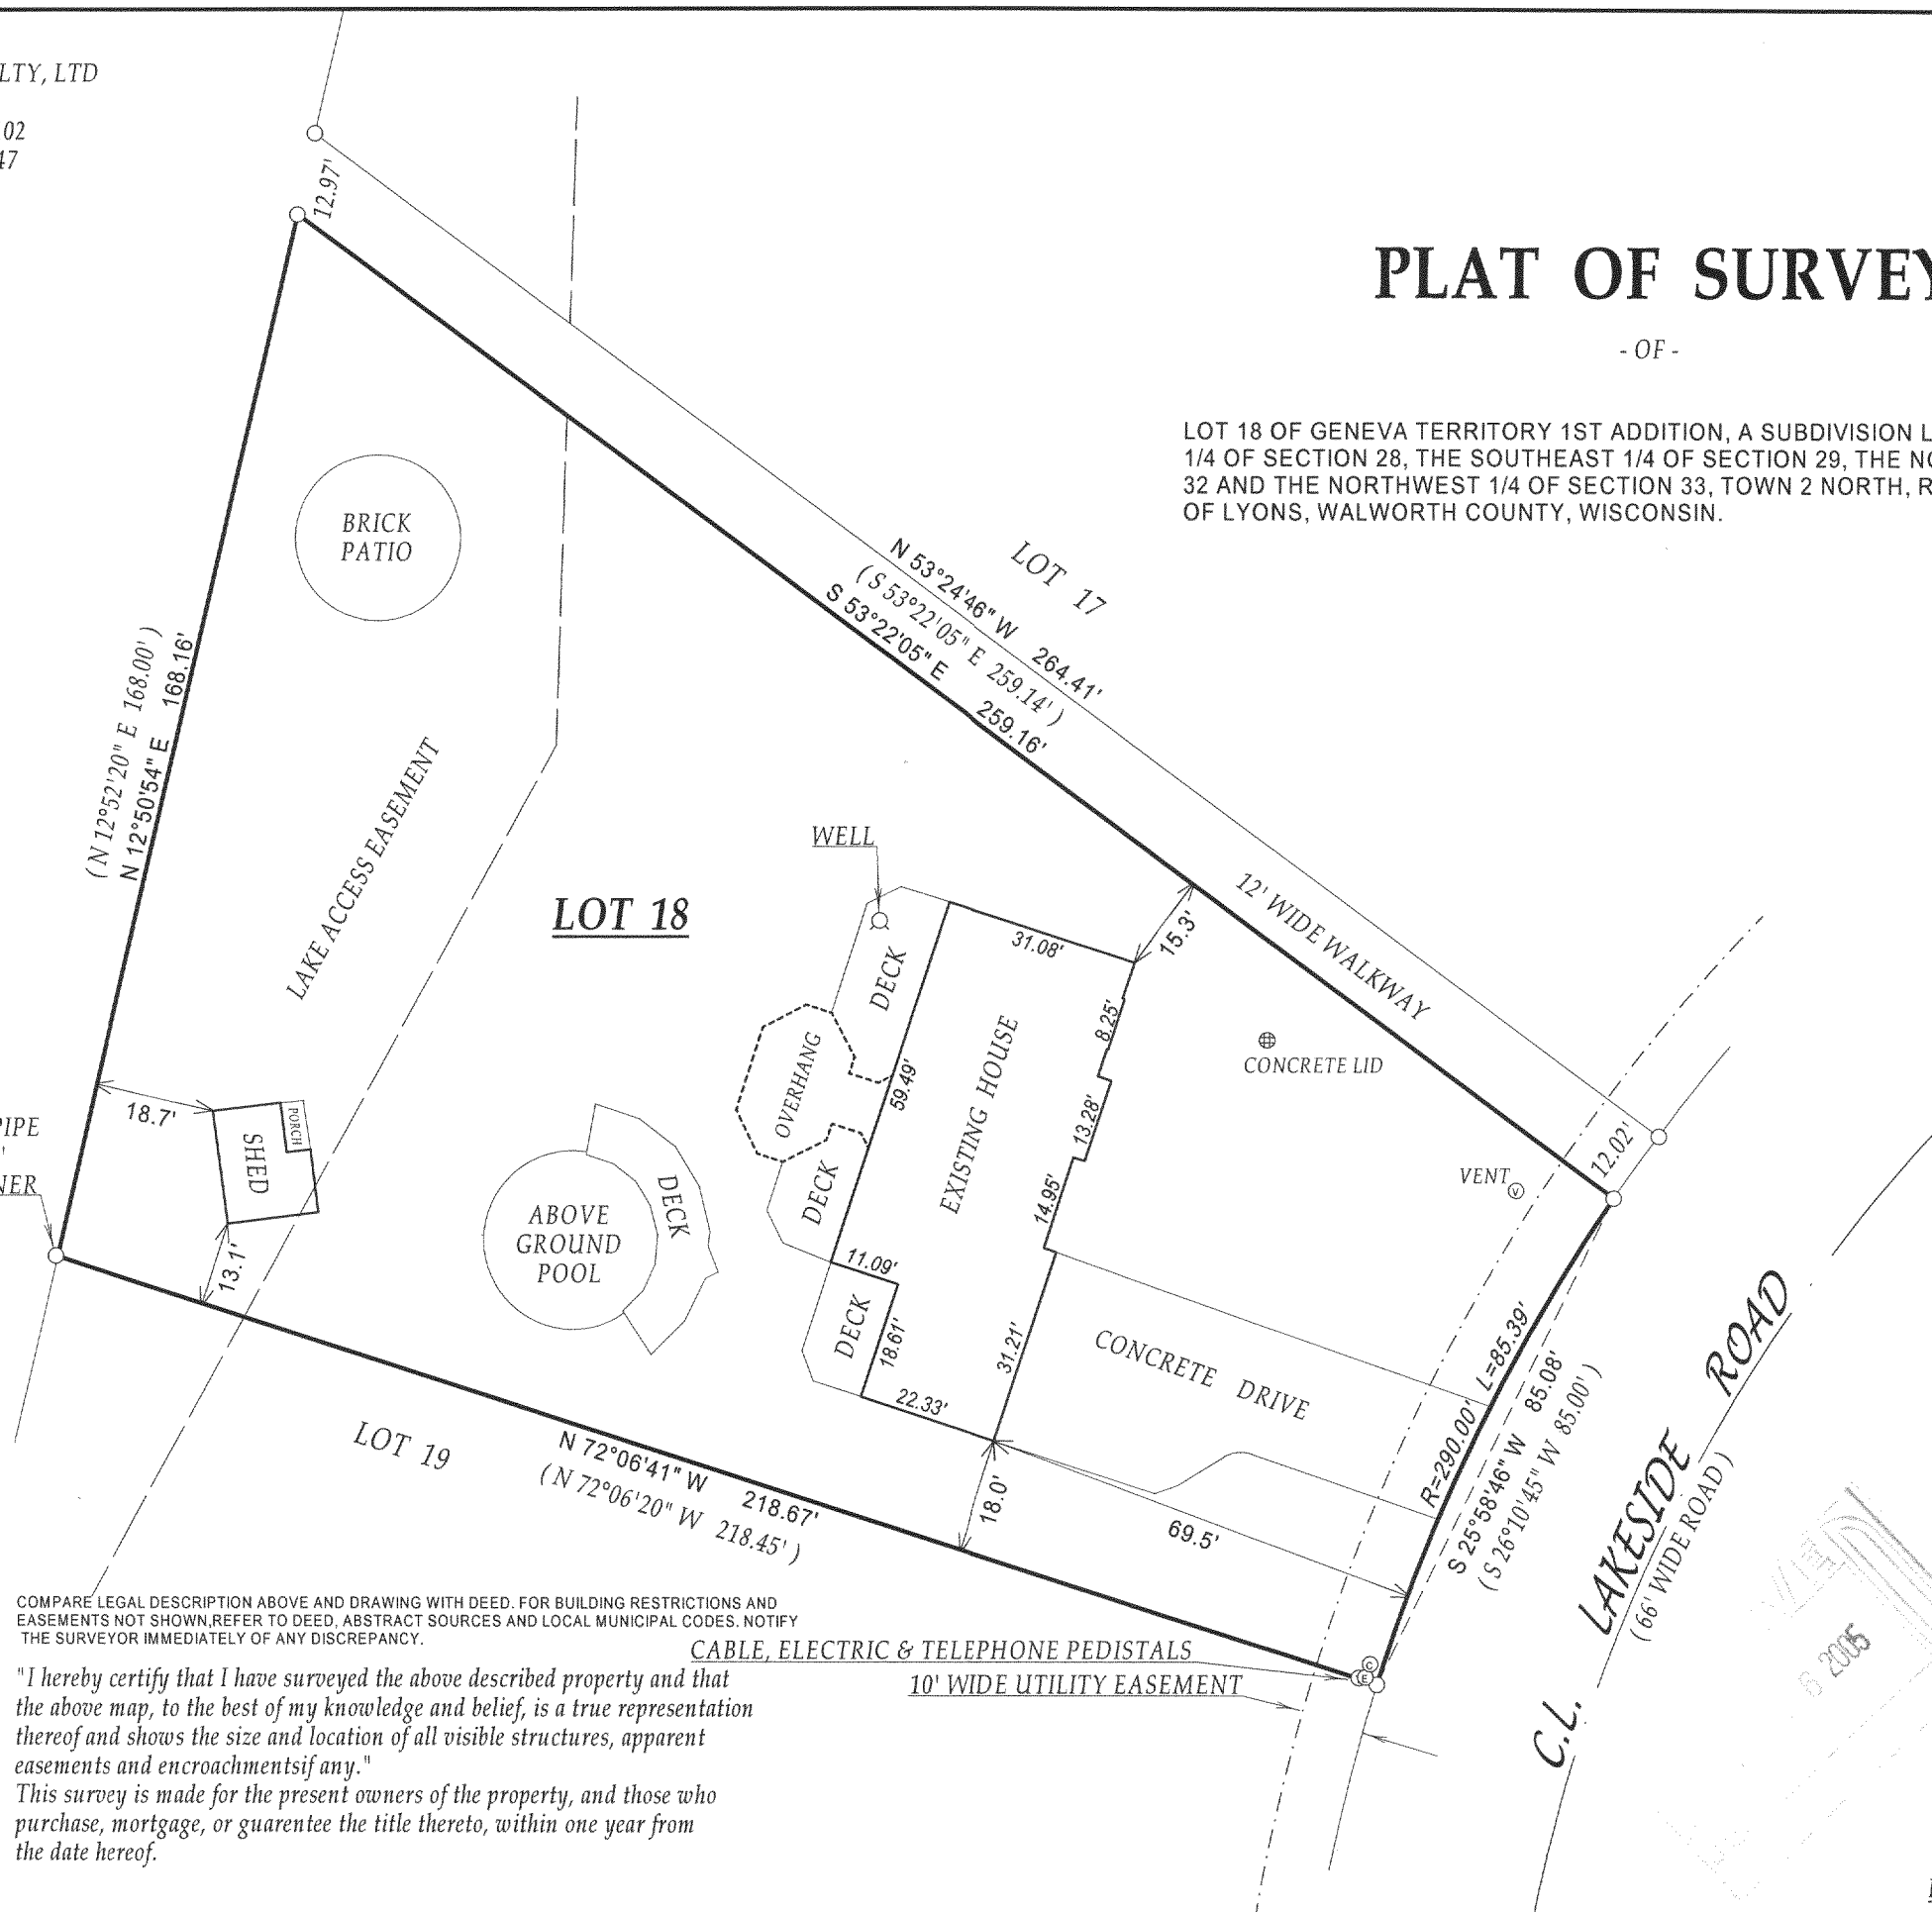 LTY, LTD
02
47
12.97'
PLAT OF SURVEY
- OF -
LOT 18 OF GENEVA TERRITORY 1ST ADDITION, A SUBDIVISION L
1/4 OF SECTION 28, THE SOUTHEAST 1/4 OF SECTION 29, THE NO
32 AND THE NORTHWEST 1/4 OF SECTION 33, TOWN 2 NORTH, R
OF LYONS, WALWORTH COUNTY, WISCONSIN.
BRICK
PATIO
LOT 17
N 53°24'46" W 264.41'
( S 53°22'05" E 259.14' )
S 53°22'05" E 259.16'
( N 12°52'20" E 168.00' )
N 12°50'54" E 168.16'
LAKE ACCESS EASEMENT
WELL
LOT 18
12' WIDE WALKWAY
31.08'
15.3'
DECK
8.25'
OVERHANG
59.49'
EXISTING HOUSE
13.28'
CONCRETE LID
18.7'
PORCH
SHED
PIPE
'
NER
13.1'
ABOVE
GROUND
POOL
DECK
DECK
14.95'
VENT
V
12.02'
11.09'
DECK
18.61'
31.21'
22.33'
CONCRETE DRIVE
R=290.00' L=85.39'
S 25°58'46" W 85.08'
( S 26°10'45" W 85.00' )
LOT 19
N 72°06'41" W 218.67'
( N 72°06'20" W 218.45' )
18.0'
69.5'
C.L. LAKESIDE ROAD
( 66' WIDE ROAD )
6 2005
COMPARE LEGAL DESCRIPTION ABOVE AND DRAWING WITH DEED. FOR BUILDING RESTRICTIONS AND
EASEMENTS NOT SHOWN,REFER TO DEED, ABSTRACT SOURCES AND LOCAL MUNICIPAL CODES. NOTIFY
THE SURVEYOR IMMEDIATELY OF ANY DISCREPANCY.
CABLE, ELECTRIC & TELEPHONE PEDISTALS
C
E
10' WIDE UTILITY EASEMENT
"I hereby certify that I have surveyed the above described property and that
the above map, to the best of my knowledge and belief, is a true representation
thereof and shows the size and location of all visible structures, apparent
easements and encroachmentsif any."
This survey is made for the present owners of the property, and those who
purchase, mortgage, or guarentee the title thereto, within one year from
the date hereof.